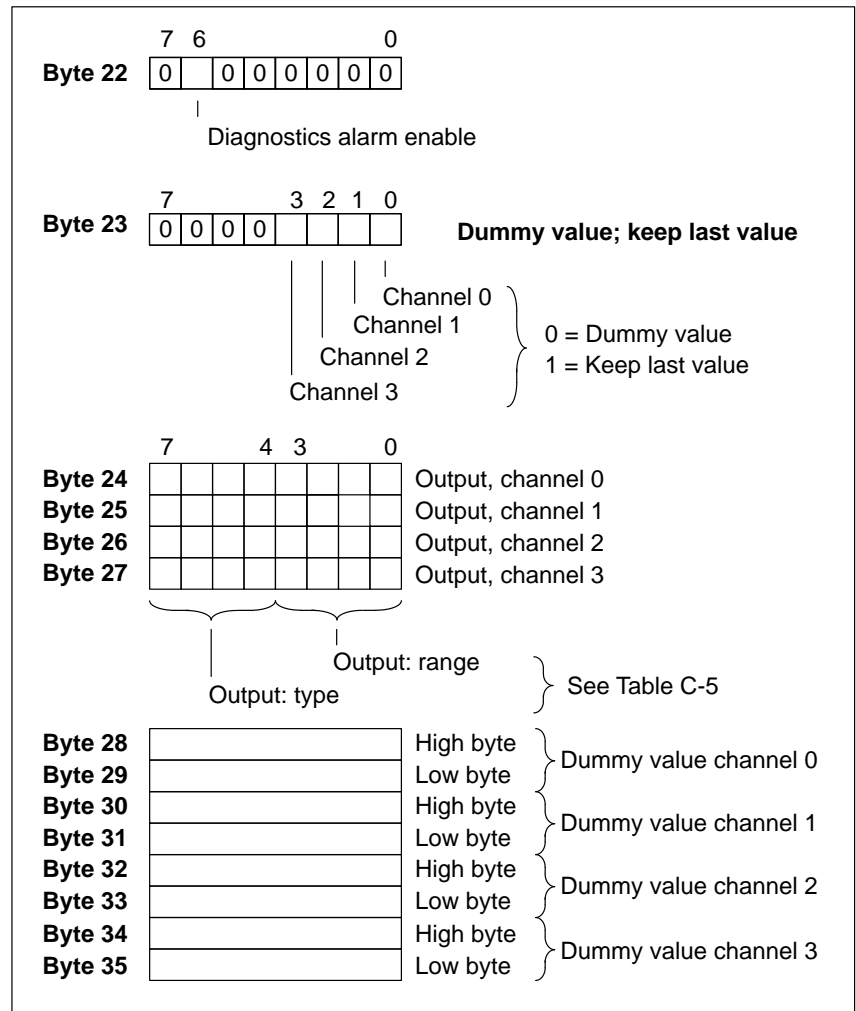 7 6 0
Byte 22 0 0 0 0 0 0 0
Diagnostics alarm enable
7 3 2 1 0
Byte 23 0 0 0 0 Dummy value; keep last value
Channel 0
Channel 1
0 = Dummy value
Channel 2
1 = Keep last value
Channel 3
7 4 3 0
Byte 24 Output, channel 0
Byte 25 Output, channel 1
Byte 26 Output, channel 2
Byte 27 Output, channel 3
Output: range
See Table C-5
Output: type
Byte 28 High byte
Dummy value channel 0
Byte 29 Low byte
Byte 30 High byte
Dummy value channel 1
Byte 31 Low byte
Byte 32 High byte
Dummy value channel 2
Byte 33 Low byte
Byte 34 High byte
Dummy value channel 3
Byte 35 Low byte